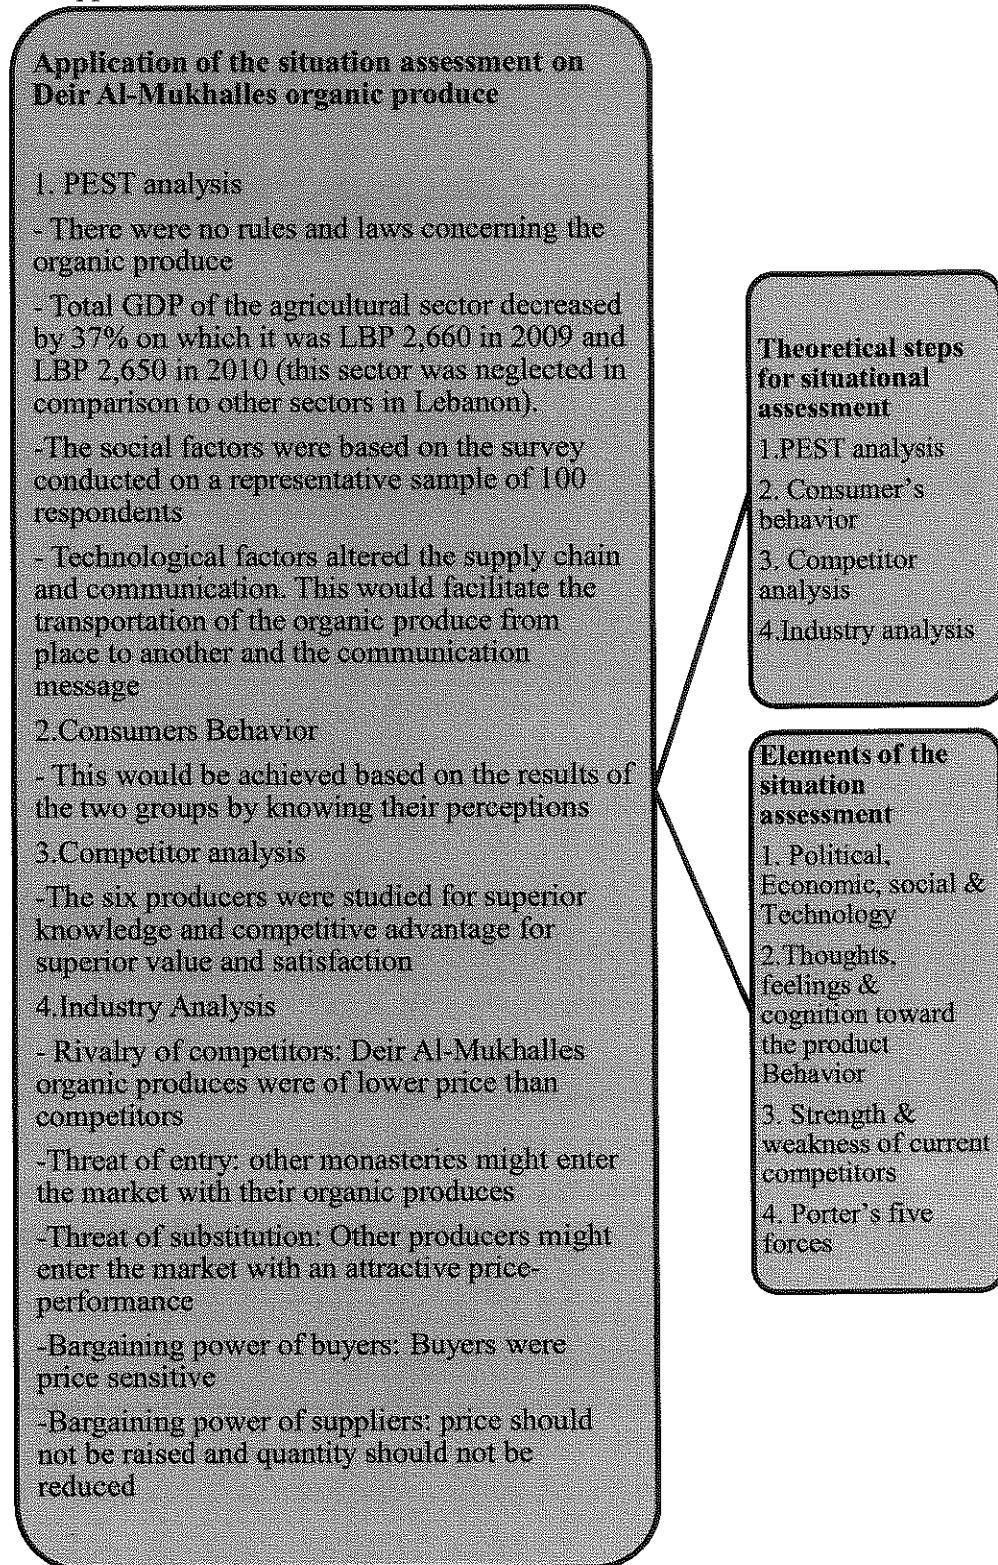 Application of the situation assessment on
Deir Al-Mukhalles organic produce
1. PEST analysis
- There were no rules and laws concerning the
organic produce
- Total GDP of the agricultural sector decreased
by 37% on which it was LBP 2,660 in 2009 and
LBP 2,650 in 2010 (this sector was neglected in
comparison to other sectors in Lebanon).
-The social factors were based on the survey
conducted on a representative sample of 100
respondents
- Technological factors altered the supply chain
and communication. This would facilitate the
transportation of the organic produce from
place to another and the communication
message
2.Consumers Behavior
- This would be achieved based on the results of
the two groups by knowing their perceptions
3.Competitor analysis
-The six producers were studied for superior
knowledge and competitive advantage for
superior value and satisfaction
4.Industry Analysis
- Rivalry of competitors: Deir Al-Mukhalles
organic produces were of lower price than
competitors
-Threat of entry: other monasteries might enter
the market with their organic produces
-Threat of substitution: Other producers might
enter the market with an attractive price-
performance
-Bargaining power of buyers: Buyers were
price sensitive
-Bargaining power of suppliers: price should
not be raised and quantity should not be
reduced
Theoretical steps
for situational
assessment
1.PEST analysis
2. Consumer's
behavior
3. Competitor
analysis
4.Industry analysis
Elements of the
situation
assessment
1. Political,
Economic, social &
Technology
2.Thoughts,
feelings &
cognition toward
the product
Behavior
3. Strength &
weakness of current
competitors
4. Porter's five
forces